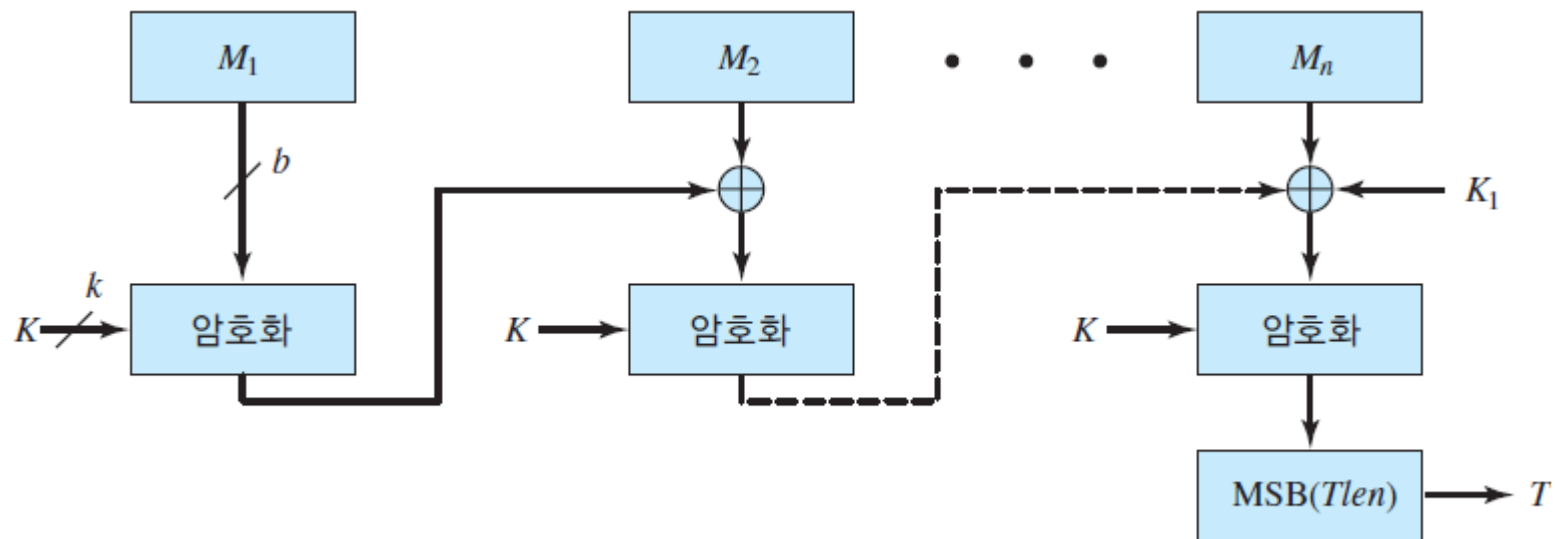 M₁ M₂ • • • Mₙ
b
K₁
k
K 암호화 K 암호화 K 암호화
MSB(Tlen) T